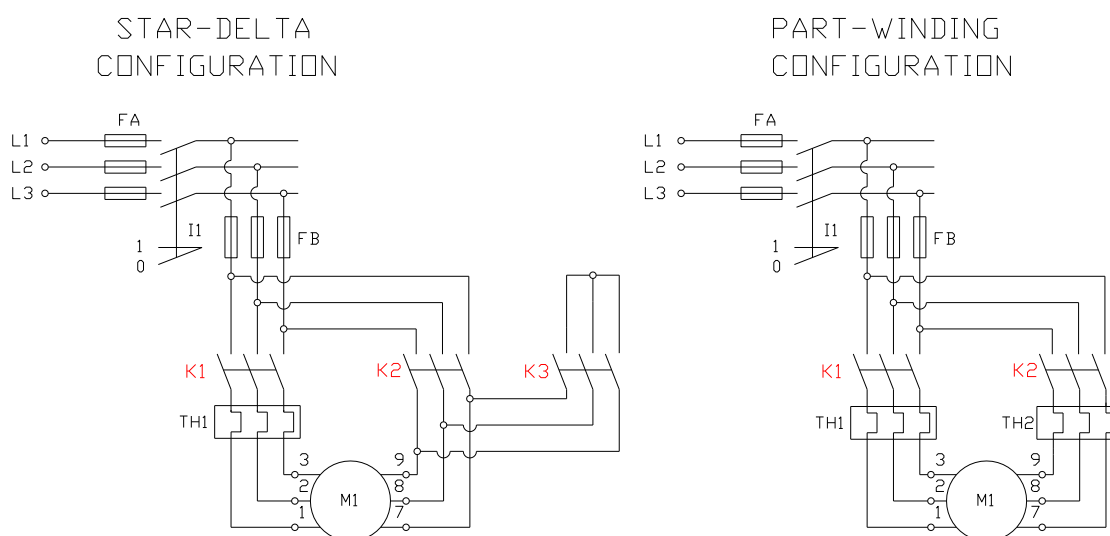 STAR-DELTA
CONFIGURATION
FA
L1
L2
L3
I1
1
0
FB
K1
K2
K3
TH1
3
2
1
M1
9
8
7
PART-WINDING
CONFIGURATION
FA
L1
L2
L3
I1
1
0
FB
K1
K2
TH1
TH2
3
2
1
M1
9
8
7